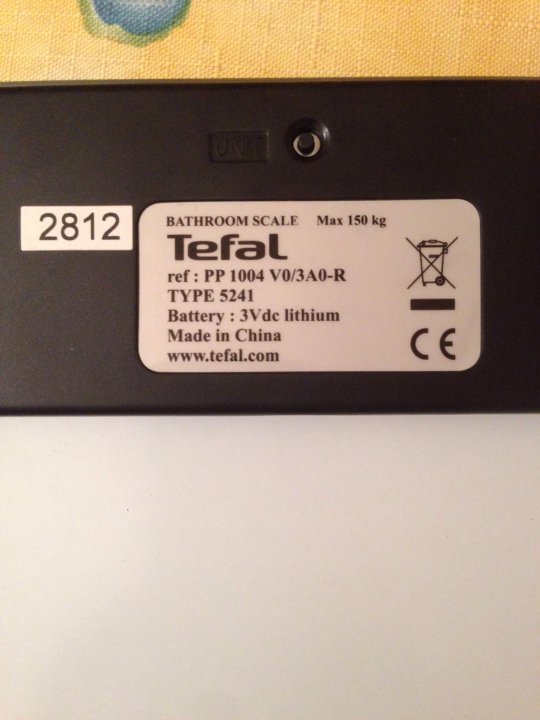 UNIT
2812
BATHROOM SCALE Max 150 kg
Tefal
ref : PP 1004 V0/3A0-R
TYPE 5241
Battery : 3Vdc lithium
Made in China
www.tefal.com
CE